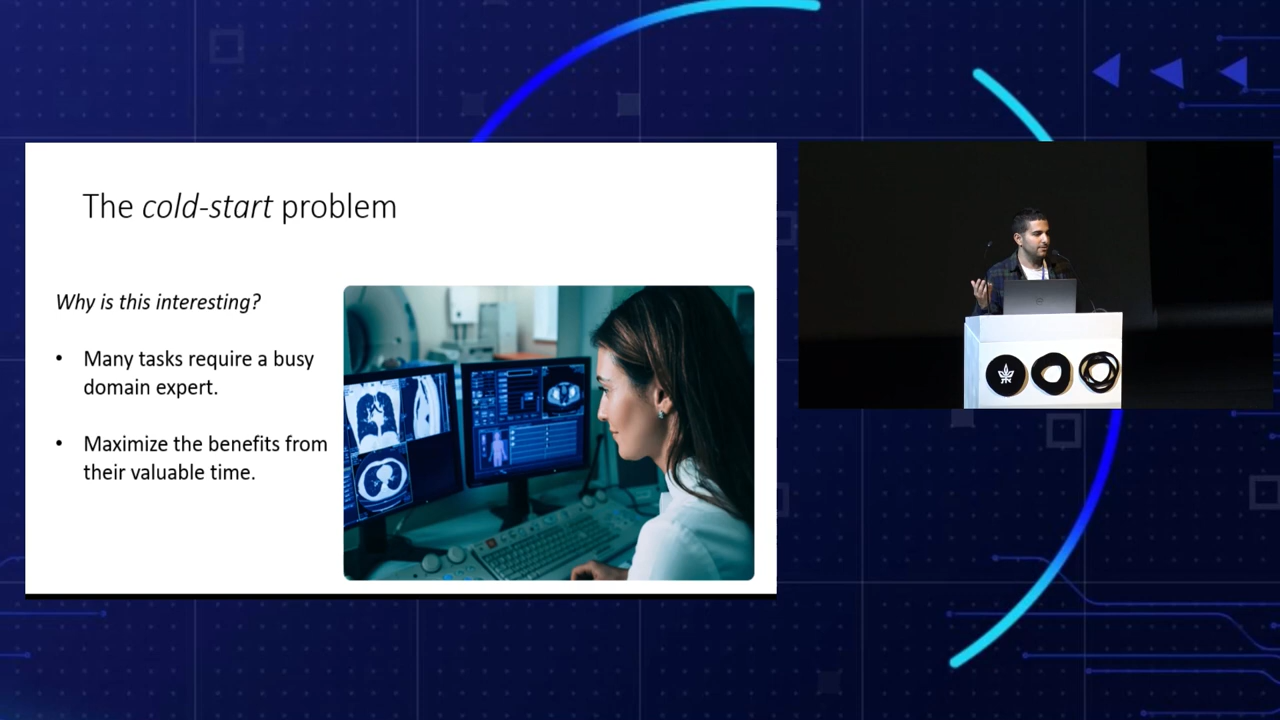 The cold-start problem
Why is this interesting?
• Many tasks require a busy
domain expert.
• Maximize the benefits from
their valuable time.